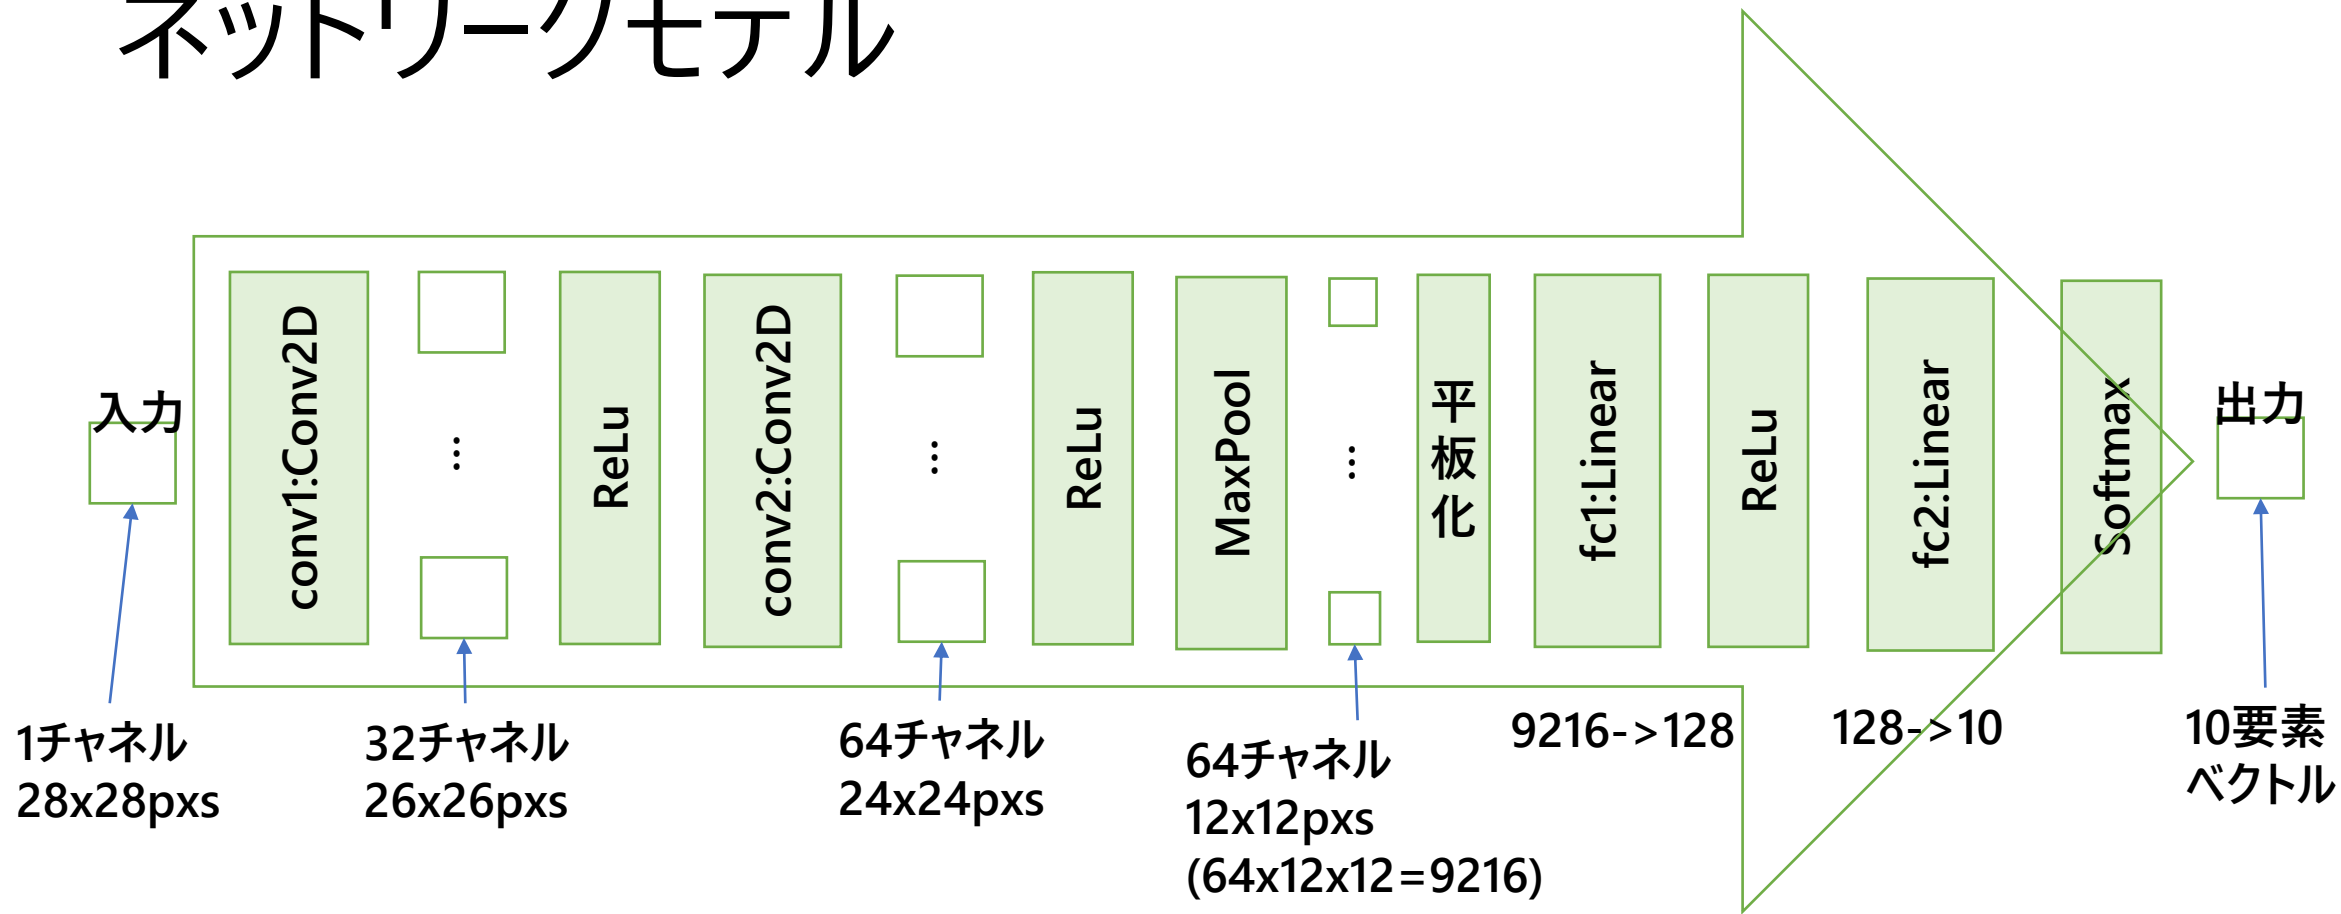 ネットワークモデル
入力
conv1:Conv2D
ReLu
conv2:Conv2D
ReLu
MaxPool
平板化
fc1:Linear
ReLu
fc2:Linear
Softmax
出力
...
...
...
1チャネル
28x28pxs
32チャネル
26x26pxs
64チャネル
24x24pxs
64チャネル
12x12pxs
(64x12x12=9216)
9216->128
128->10
10要素
ベクトル